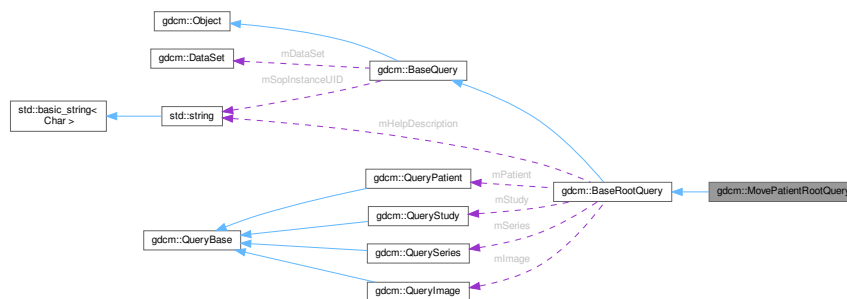 gdcm::Object
gdcm::DataSet
mDataSet
gdcm::BaseQuery
mSopInstanceUID
std::basic_string<
Char >
std::string
mHelpDescription
gdcm::QueryPatient
mPatient
gdcm::BaseRootQuery
gdcm::MovePatientRootQuery
mStudy
gdcm::QueryStudy
mSeries
gdcm::QueryBase
gdcm::QuerySeries
mImage
gdcm::QueryImage